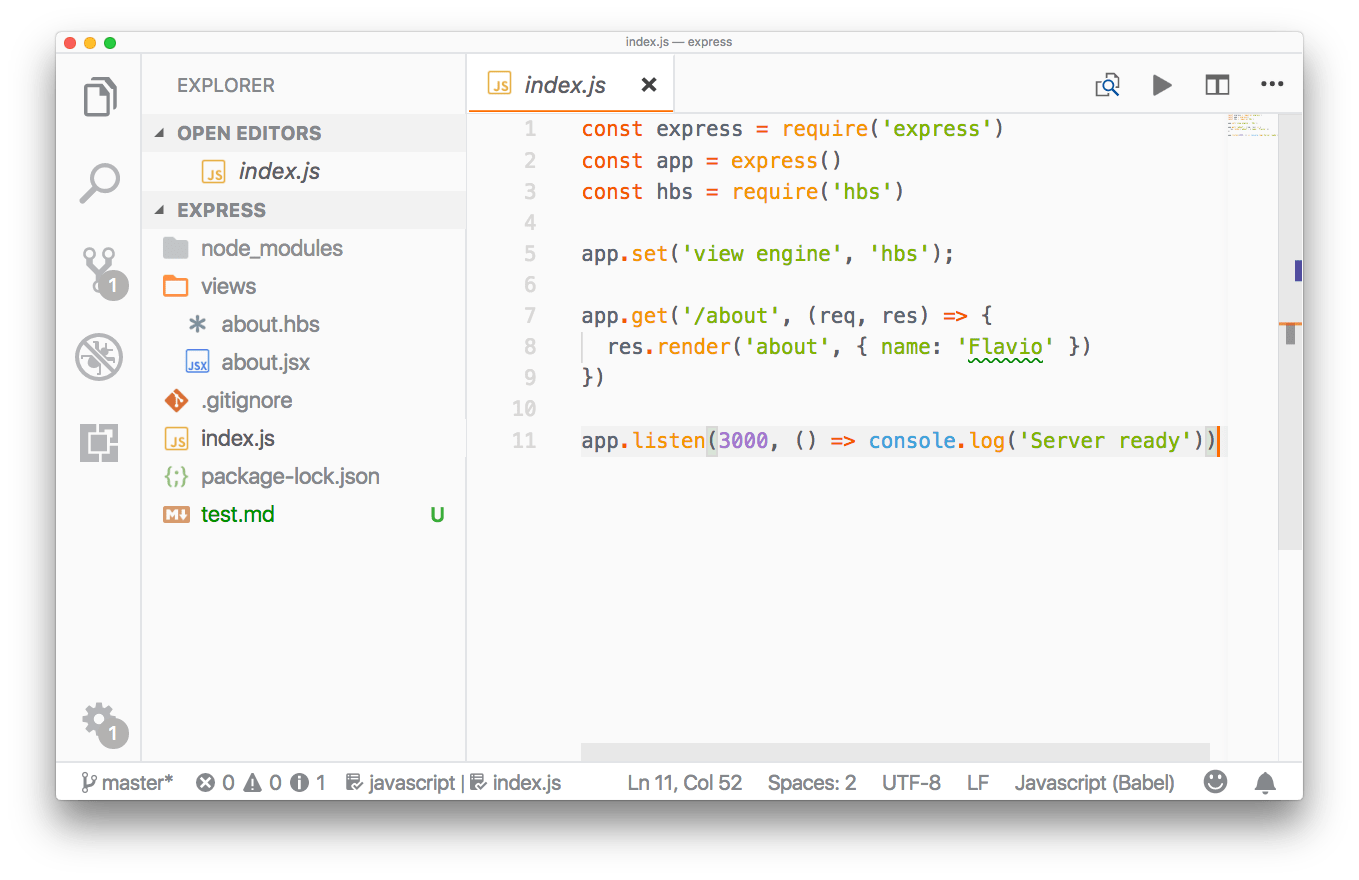 index.js — express
EXPLORER
OPEN EDITORS
JS index.js
EXPRESS
node_modules
views
about.hbs
JSX about.jsx
.gitignore
JS index.js
{;} package-lock.json
M↓ test.md U
1
1
JS index.js
1 const express = require('express')
2 const app = express()
3 const hbs = require('hbs')
4
5 app.set('view engine', 'hbs');
6
7 app.get('/about', (req, res) => {
8 res.render('about', { name: 'Flavio' })
9 })
10
11 app.listen(3000, () => console.log('Server ready'))
master* 0 0 1 javascript | index.js Ln 11, Col 52 Spaces: 2 UTF-8 LF Javascript (Babel)